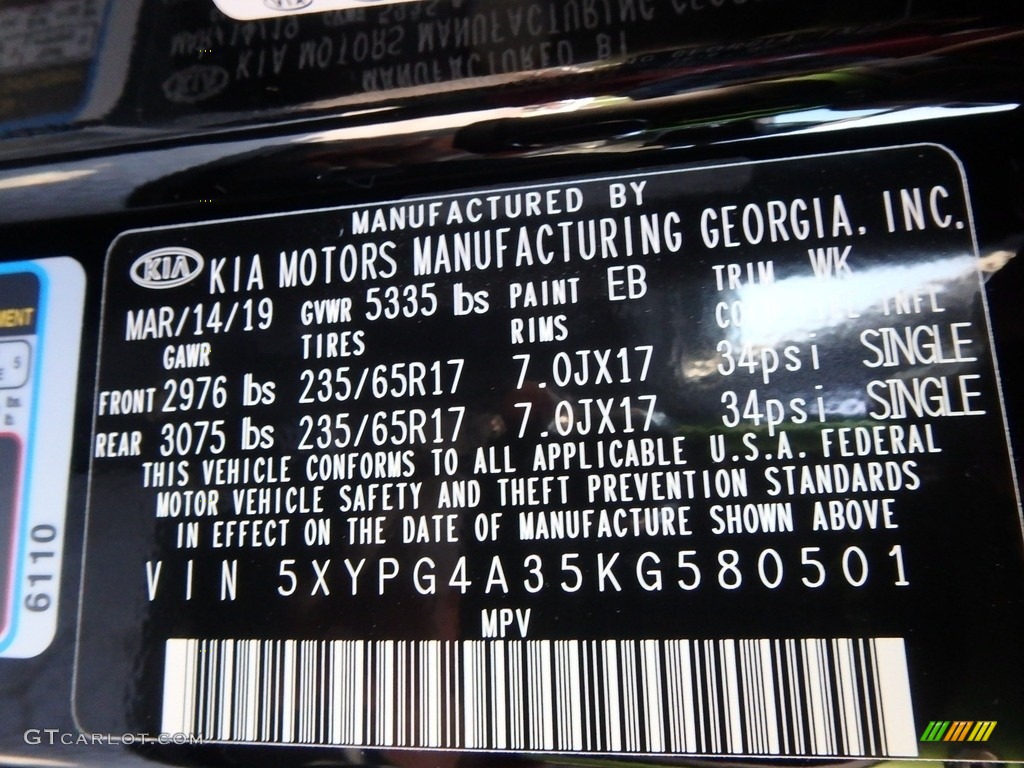 MANUFACTURED BY
KIA KIA MOTORS MANUFACTURING GEORGIA, INC.
MAR/14/19 GVWR 5335 lbs PAINT EB TRIM WK
GAWR TIRES RIMS INFL
FRONT 2976 lbs 235/65R17 7.0JX17 34psi SINGLE
REAR 3075 lbs 235/65R17 7.0JX17 34psi SINGLE
THIS VEHICLE CONFORMS TO ALL APPLICABLE U.S.A. FEDERAL
MOTOR VEHICLE SAFETY AND THEFT PREVENTION STANDARDS
IN EFFECT ON THE DATE OF MANUFACTURE SHOWN ABOVE
VIN 5XYPG4A35KG580501
MPV
6110
GTcarlot.com